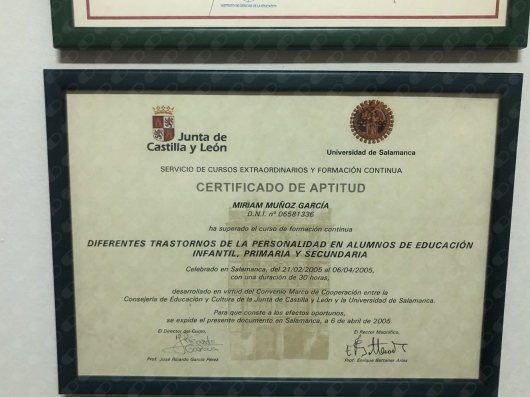 Junta de
Castilla y León
Universidad de Salamanca
SERVICIO DE CURSOS EXTRAORDINARIOS Y FORMACIÓN CONTINUA
CERTIFICADO DE APTITUD
MIRIAM MUÑOZ GARCÍA
D.N.I. nº 06581336
ha superado el curso de formación continua
DIFERENTES TRASTORNOS DE LA PERSONALIDAD EN ALUMNOS DE EDUCACIÓN
INFANTIL, PRIMARIA Y SECUNDARIA
Celebrado en Salamanca, del 21/02/2005 al 06/04/2005,
con una duración de 30 horas,
desarrollado en virtud del Convenio Marco de Cooperación entre la
Consejería de Educación y Cultura de la Junta de Castilla y León y la Universidad de Salamanca.
Para que conste a los efectos oportunos,
se expide el presente documento en Salamanca, a 6 de abril de 2005.
El Director del Curso,
El Rector Magnífico,
Prof. José Ricardo García Pérez
Prof. Enrique Battaner Arias